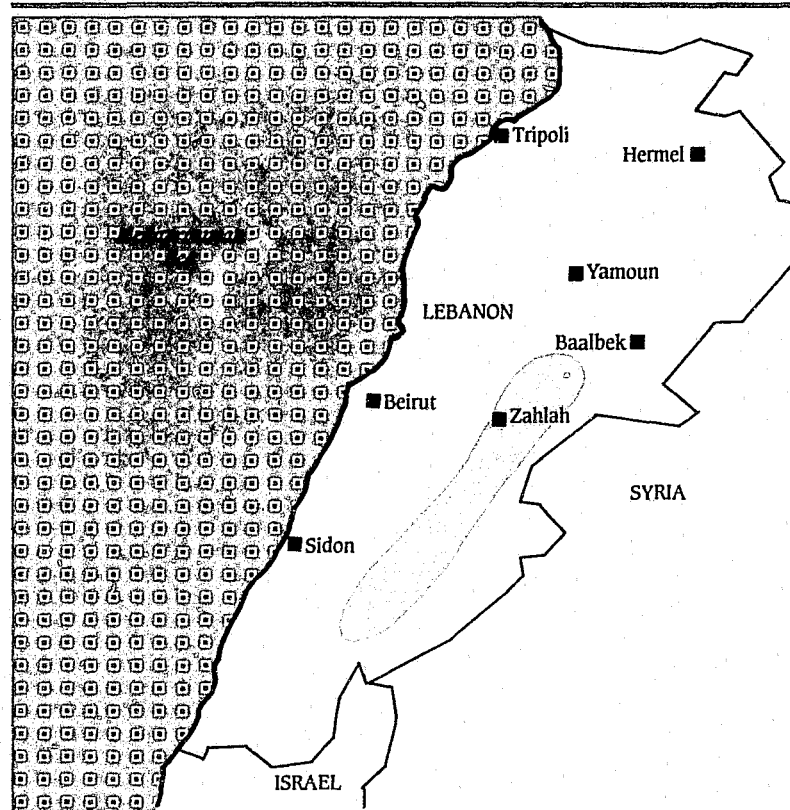 Tripoli
Hermel
Yamoun
LEBANON
Baalbek
Beirut
Zahlah
SYRIA
Sidon
ISRAEL